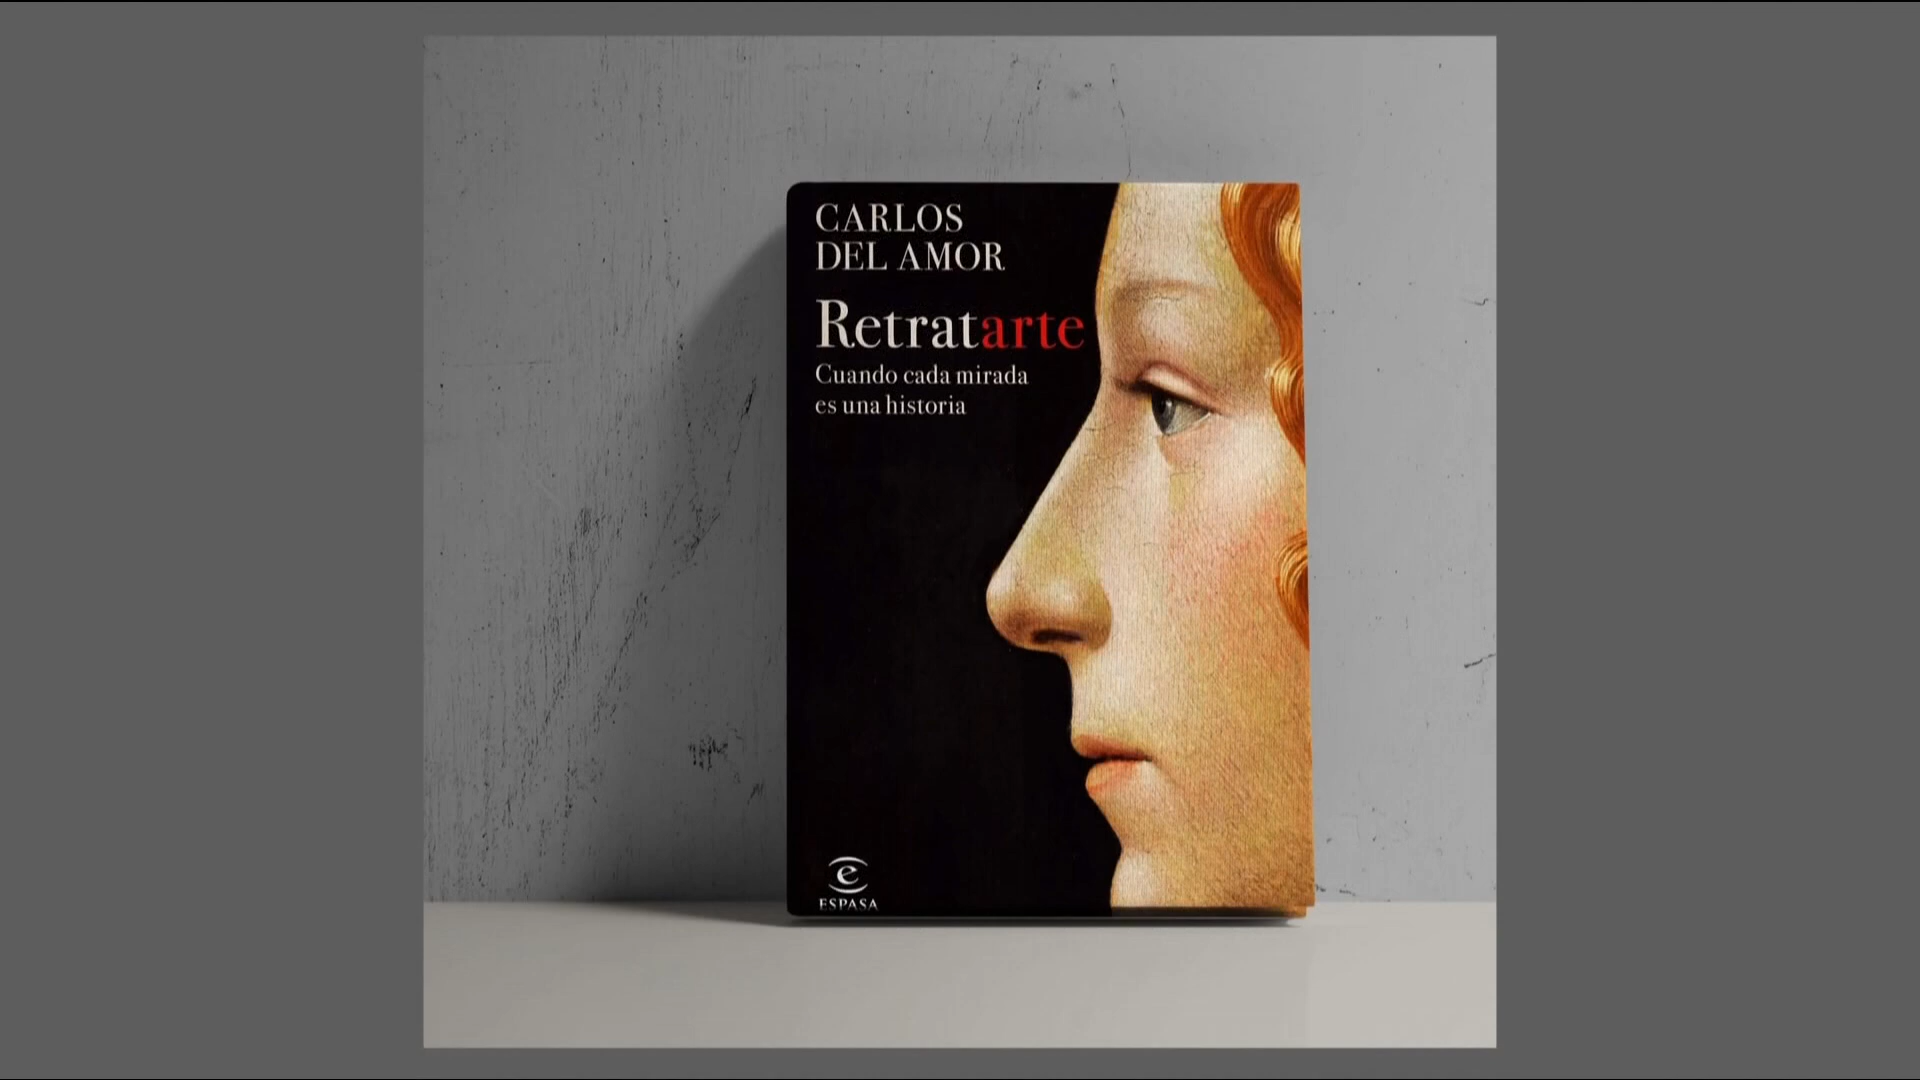 CARLOS
DEL AMOR
Retratarte
Cuando cada mirada
es una historia
e
ESPASA